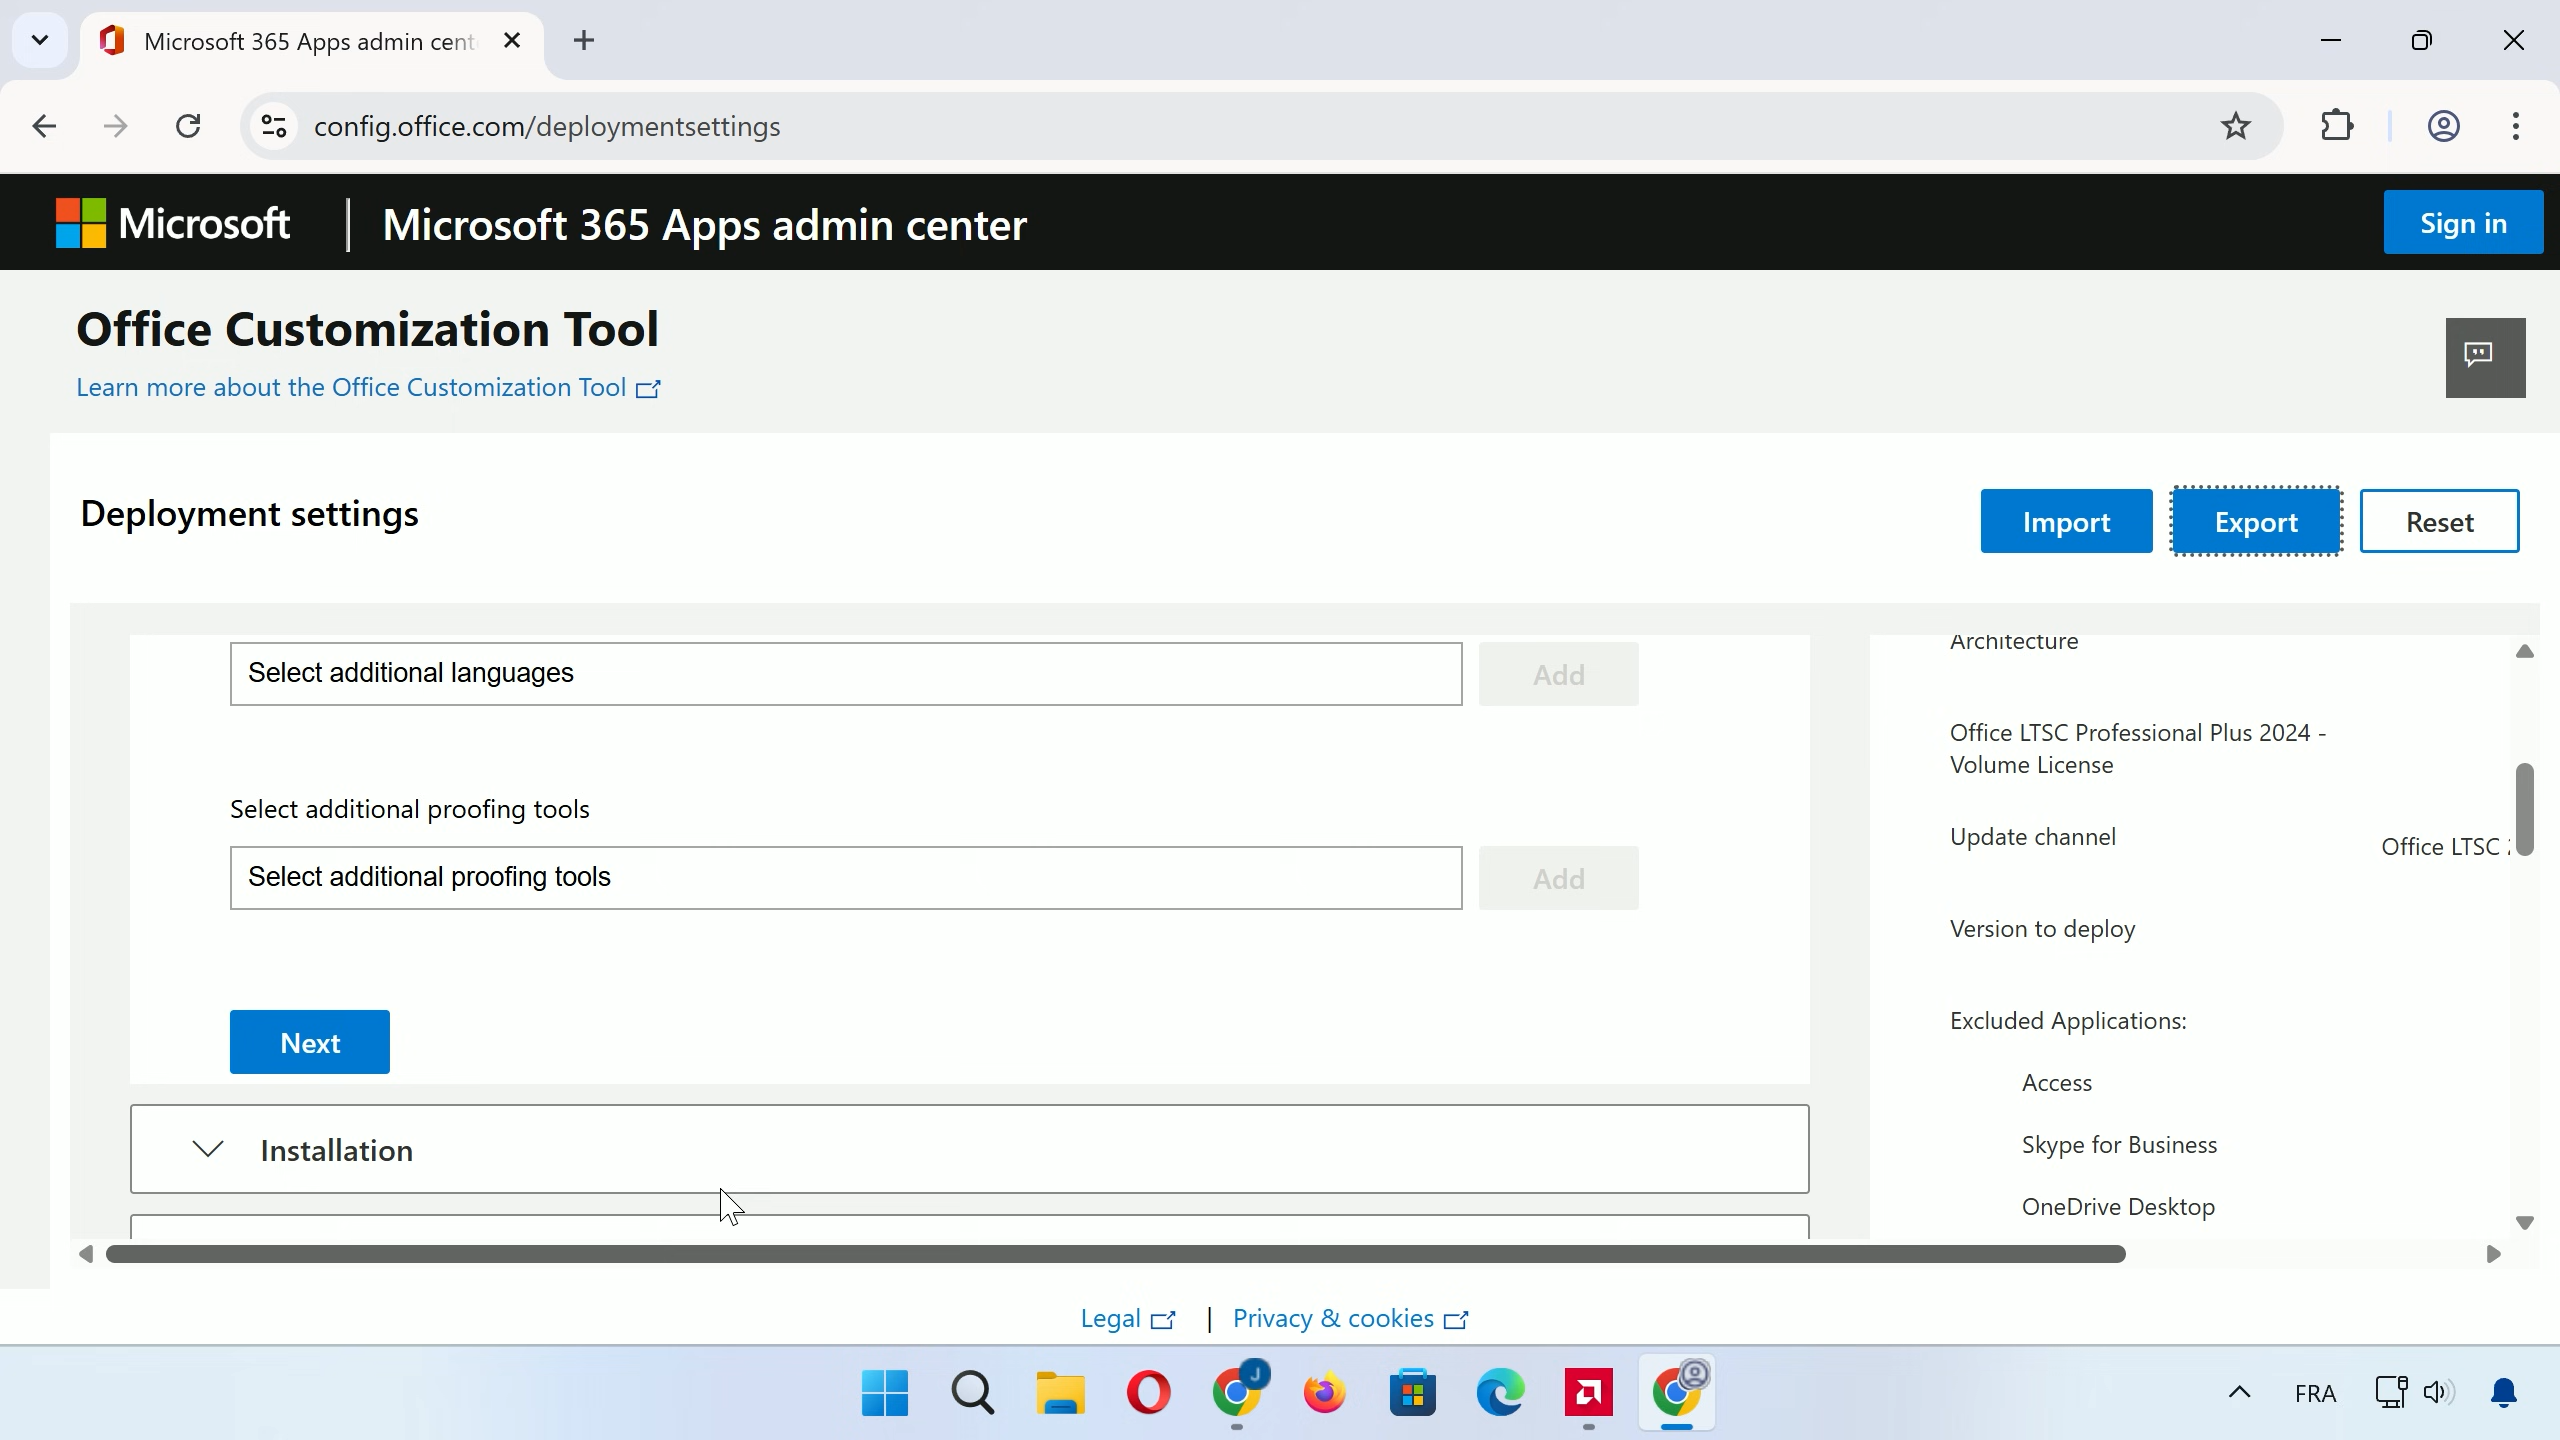 Microsoft 365 Apps admin cent
config.office.com/deploymentsettings
Microsoft
Microsoft 365 Apps admin center
Sign in
Office Customization Tool
Learn more about the Office Customization Tool
Deployment settings
Import
Export
Reset
Select additional languages
Add
Select additional proofing tools
Select additional proofing tools
Add
Next
Installation
Architecture
Office LTSC Professional Plus 2024 -
Volume License
Update channel
Office LTSC
Version to deploy
Excluded Applications:
Access
Skype for Business
OneDrive Desktop
Legal
|
Privacy & cookies
J
FRA